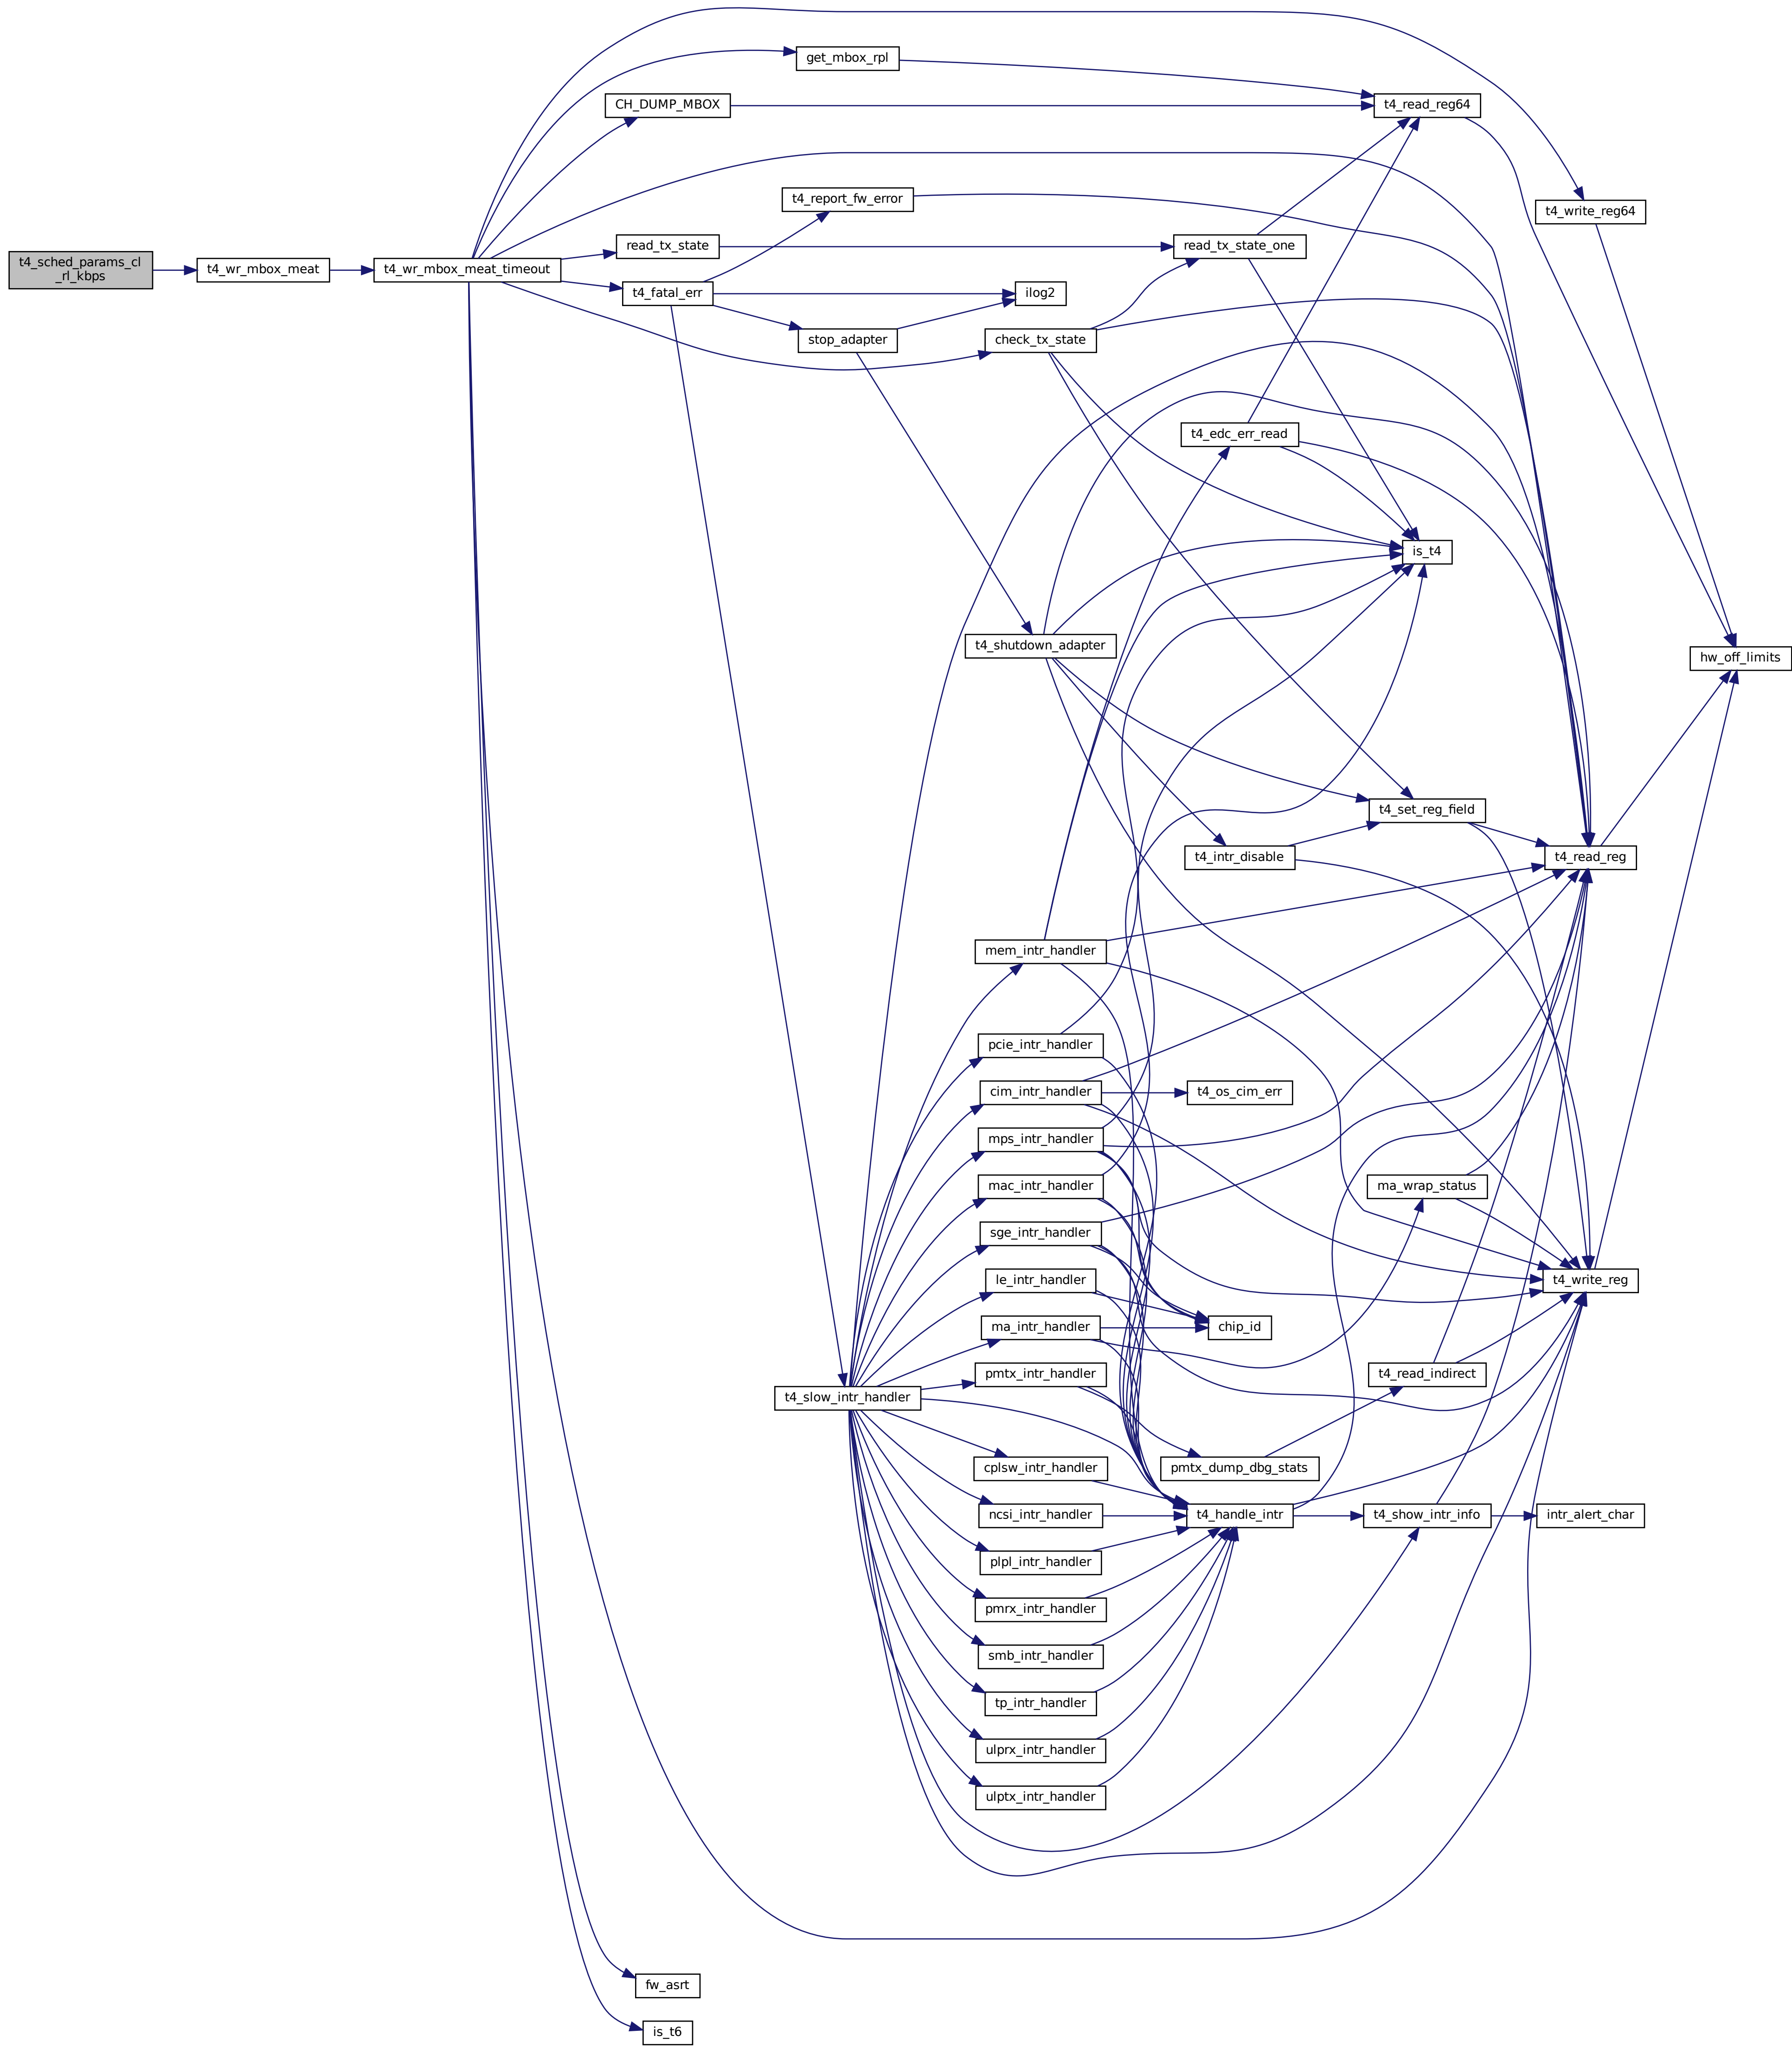 get_mbox_rpl
CH_DUMP_MBOX
t4_read_reg64
t4_report_fw_error
t4_write_reg64
read_tx_state
read_tx_state_one
t4_sched_params_cl
_rl_kbps
t4_wr_mbox_meat
t4_wr_mbox_meat_timeout
t4_fatal_err
ilog2
stop_adapter
check_tx_state
t4_edc_err_read
is_t4
t4_shutdown_adapter
hw_off_limits
t4_set_reg_field
t4_intr_disable
t4_read_reg
mem_intr_handler
pcie_intr_handler
cim_intr_handler
t4_os_cim_err
mps_intr_handler
mac_intr_handler
ma_wrap_status
sge_intr_handler
le_intr_handler
t4_write_reg
ma_intr_handler
chip_id
pmtx_intr_handler
t4_read_indirect
t4_slow_intr_handler
cplsw_intr_handler
pmtx_dump_dbg_stats
ncsi_intr_handler
t4_handle_intr
t4_show_intr_info
intr_alert_char
plpl_intr_handler
pmrx_intr_handler
smb_intr_handler
tp_intr_handler
ulprx_intr_handler
ulptx_intr_handler
fw_asrt
is_t6